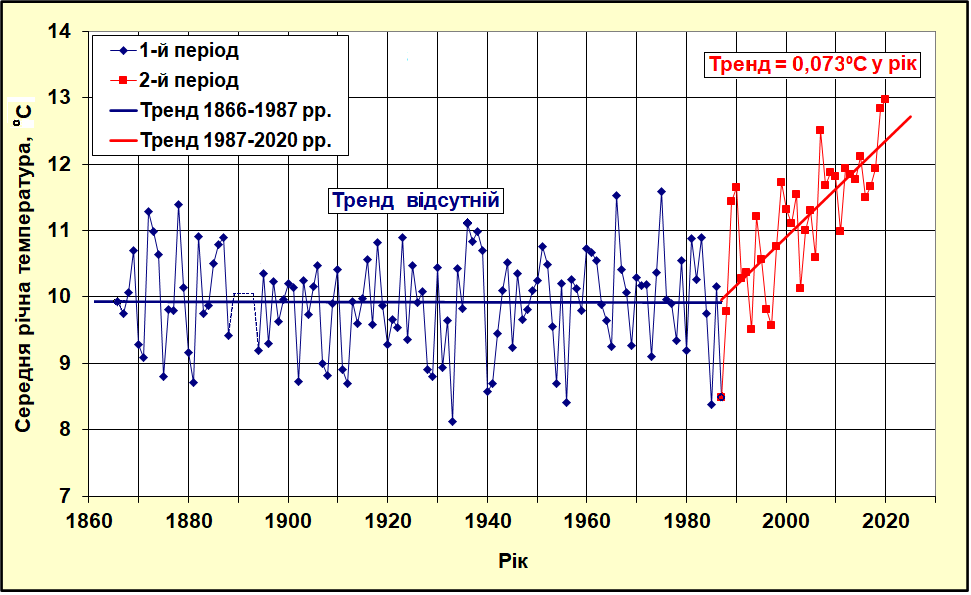 14
13
12
11
10
9
8
7
Середня річна температура, ⁰С
1-й період
2-й період
Тренд 1866-1987 рр.
Тренд 1987-2020 рр.
Тренд = 0,073⁰С у рік
Тренд відсутній
1860 1880 1900 1920 1940 1960 1980 2000 2020
Рік